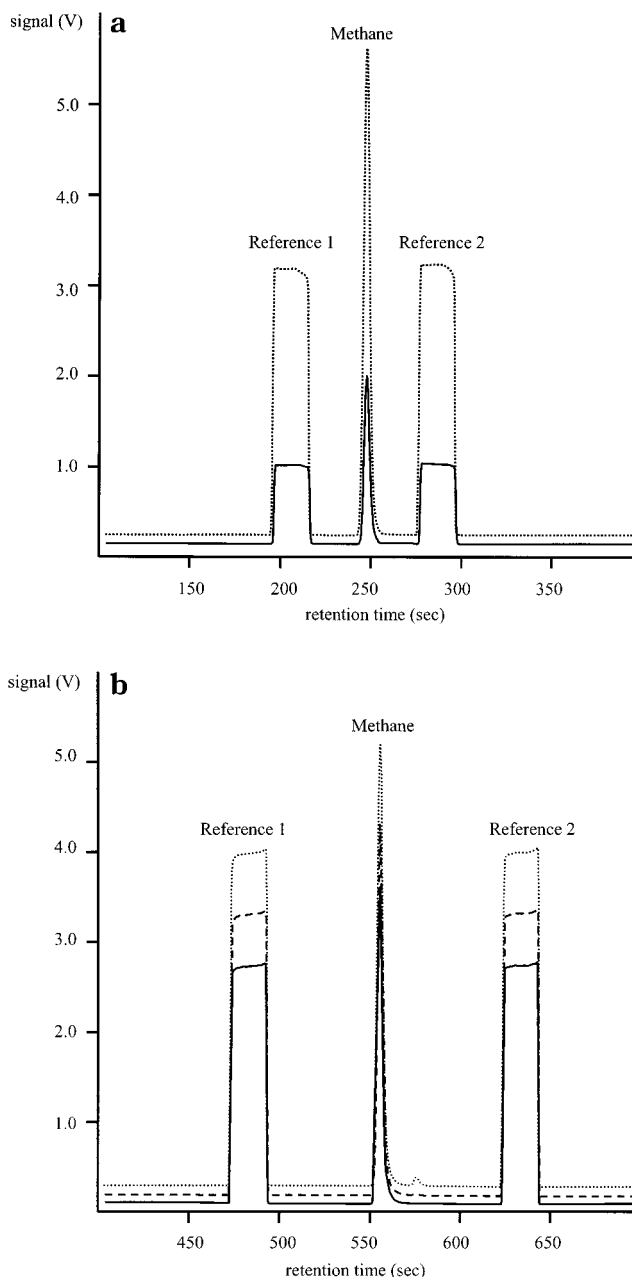 signal (V)
a
Methane
5.0
4.0
Reference 1
Reference 2
3.0
2.0
1.0
150
200
250
300
350
retention time (sec)
signal (V)
b
Methane
5.0
Reference 1
Reference 2
4.0
3.0
2.0
1.0
450
500
550
600
650
retention time (sec)